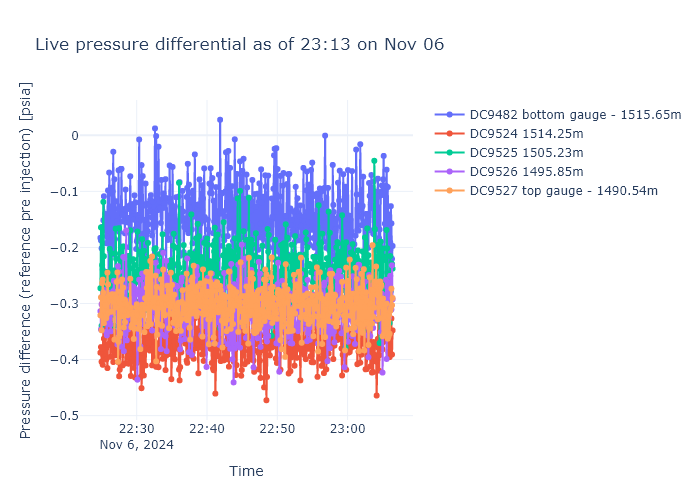 Live pressure differential as of 23:13 on Nov 06
Pressure difference (reference pre injection) [psia]
0
−0.1
−0.2
−0.3
−0.4
−0.5
22:30
22:40
22:50
23:00
Nov 6, 2024
Time
DC9482 bottom gauge - 1515.65m
DC9524 1514.25m
DC9525 1505.23m
DC9526 1495.85m
DC9527 top gauge - 1490.54m